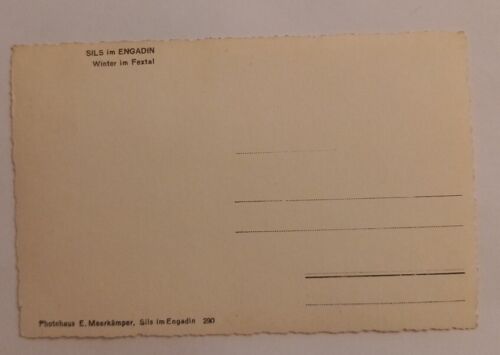 SILS im ENGADIN
Winter im Fextal
Photohaus E. Meerkämper, Sils im Engadin 290